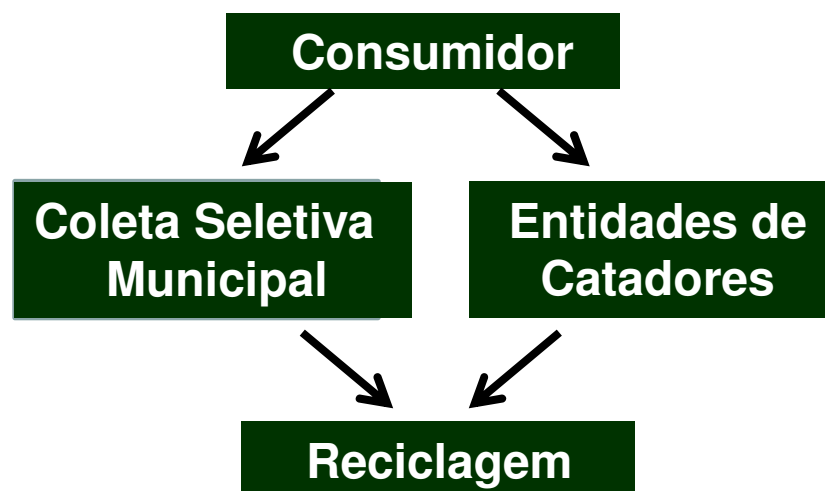 Consumidor
Coleta Seletiva
Municipal
Entidades de
Catadores
Reciclagem